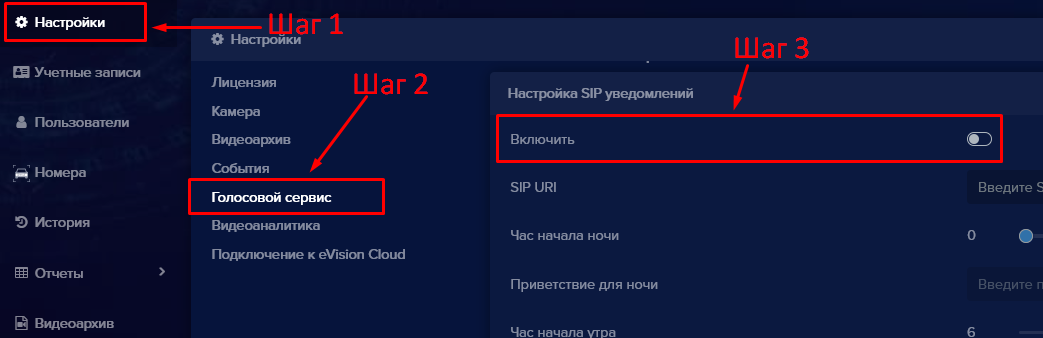 Настройки
Учетные записи
Пользователи
Номера
История
Отчеты
Видеоархив
Шаг 1
Настройки
Лицензия
Камера
Видеоархив
События
Голосовой сервис
Видеоаналитика
Подключение к eVision Cloud
Шаг 2
Шаг 3
Настройка SIP уведомлений
Включить
SIP URI
Введите S
Час начала ночи
0
Приветствие для ночи
Введите п
Час начала утра
6